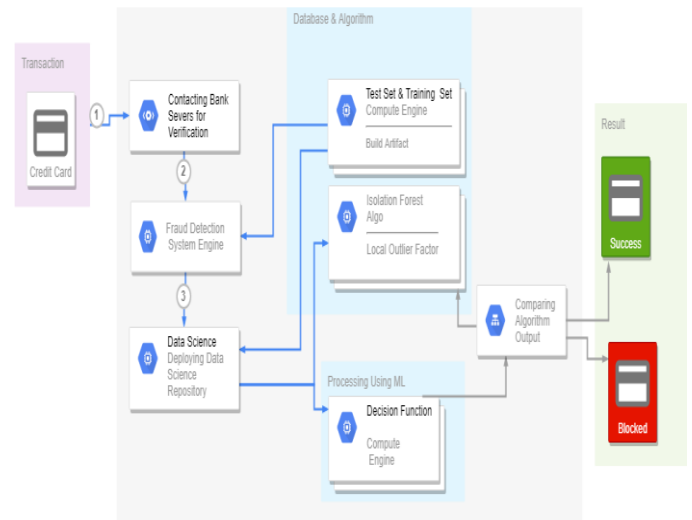 Database & Algorithm
Transaction
Credit Card
1
Contacting Bank
Severs for
Verification
2
Fraud Detection
System Engine
3
Data Science
Deploying Data
Science
Repository
Test Set & Training Set
Compute Engine
Build Artifact
Isolation Forest
Algo
Local Outlier Factor
Processing Using ML
Decision Function
Compute
Engine
Comparing
Algorithm
Output
Result
Success
Blocked